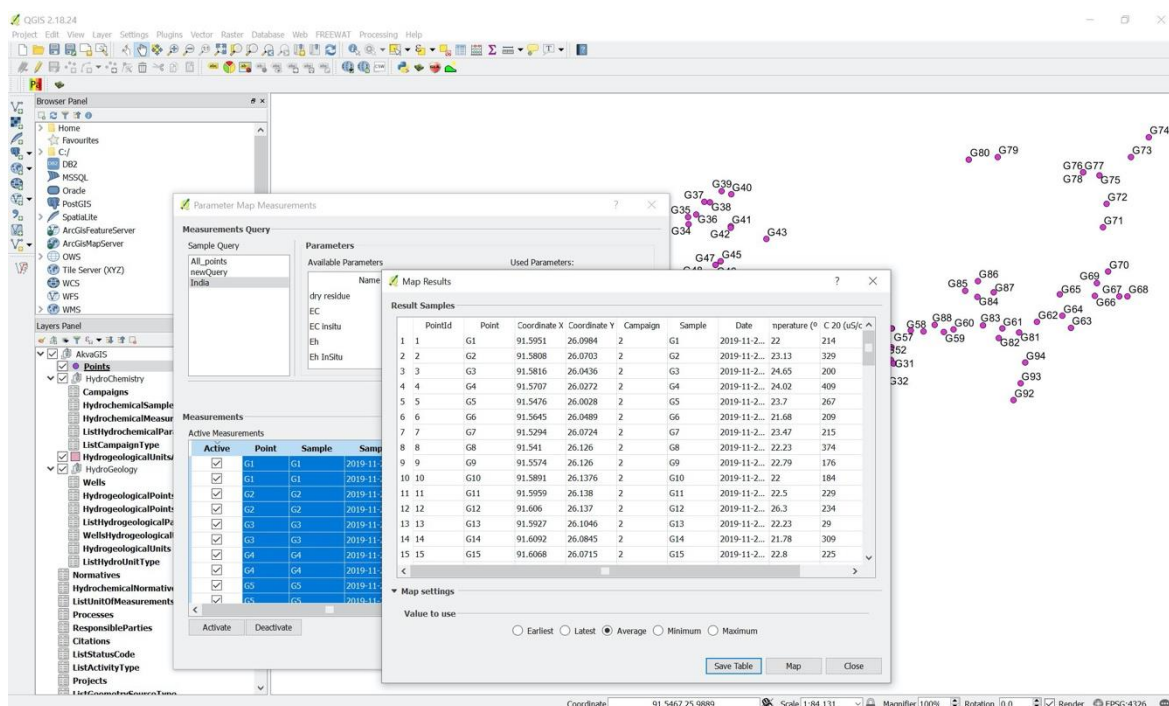 QGIS 2.18.24
Project Edit View Layer Settings Plugins Vector Raster Database Web FREEWAT Processing Help
Browser Panel
Home
Favourites
C:/
DB2
MSSQL
Oracle
PostGIS
SpatiaLite
ArcGisFeatureServer
ArcGisMapServer
OWS
Tile Server (XYZ)
WCS
WFS
WMS
Layers Panel
AkvaGIS
Points
HydroChemistry
Campaigns
HydrochemicalSample
HydrochemicalMeasur
ListHydrochemicalPar
ListCampaignType
HydrogeologicalUnits
HydroGeology
Wells
HydrogeologicalPoint
HydrogeologicalPoint
ListHydrogeologicalPa
WellsHydrogeological
HydrogeologicalUnits
ListHydroUnitType
Normatives
HydrochemicalNormative
ListUnitOfMeasurements
Processes
ResponsibleParties
Citations
ListStatusCode
ListActivityType
Projects
ListGeometrySourceType
Parameter Map Measurements ?
Measurements Query
Sample Query Parameters
All_points
newQuery
India
Available Parameters Used Parameters:
Name
dry residue
EC
EC insitu
Eh
Eh InSitu
Measurements
Active Measurements
Active Point Sample Samp
G1 G1 2019-11-
G1 G1 2019-11-
G2 G2 2019-11-
G2 G2 2019-11-
G3 G3 2019-11-
G3 G3 2019-11-
G4 G4 2019-11-
G4 G4 2019-11-
G5 G5 2019-11-
G5 G5 2019-11-
Activate Deactivate
Map Results ?
Result Samples
PointId Point Coordinate X Coordinate Y Campaign Sample Date mperature (º C 20 (uS/c
1 1 G1 91.5951 26.0984 2 G1 2019-11-2... 22 214
2 2 G2 91.5808 26.0703 2 G2 2019-11-2... 23.13 329
3 3 G3 91.5816 26.0436 2 G3 2019-11-2... 24.65 200
4 4 G4 91.5707 26.0272 2 G4 2019-11-2... 24.02 409
5 5 G5 91.5476 26.0028 2 G5 2019-11-2... 23.7 267
6 6 G6 91.5645 26.0489 2 G6 2019-11-2... 21.68 209
7 7 G7 91.5294 26.0724 2 G7 2019-11-2... 23.47 215
8 8 G8 91.541 26.126 2 G8 2019-11-2... 22.23 374
9 9 G9 91.5574 26.126 2 G9 2019-11-2... 22.79 176
10 10 G10 91.5891 26.1376 2 G10 2019-11-2... 22 184
11 11 G11 91.5959 26.138 2 G11 2019-11-2... 22.5 229
12 12 G12 91.606 26.137 2 G12 2019-11-2... 26.3 234
13 13 G13 91.5927 26.1046 2 G13 2019-11-2... 22.23 29
14 14 G14 91.6092 26.0845 2 G14 2019-11-2... 21.78 309
15 15 G15 91.6068 26.0715 2 G15 2019-11-2... 22.8 225
Map settings
Value to use
Earliest Latest Average Minimum Maximum
Save Table Map Close
G74
G80 G79 G73
G76 G77
G78 G75
G39 G40
G37 G38
G72
G35 G36 G41
G34 G42 G43
G71
G47 G45
G70
G86 G69
G85 G87 G65 G67 G68
G84 G66
G64
G88 G83 G61 G62 G63
G58 G60
G57 G59 G82 G81
G52
G31 G94
G32 G93
G92
Coordinate 91.5467,25.9889 Scale 1:84.131 Magnifier 100% Rotation 0.0 Render EPSG:4326